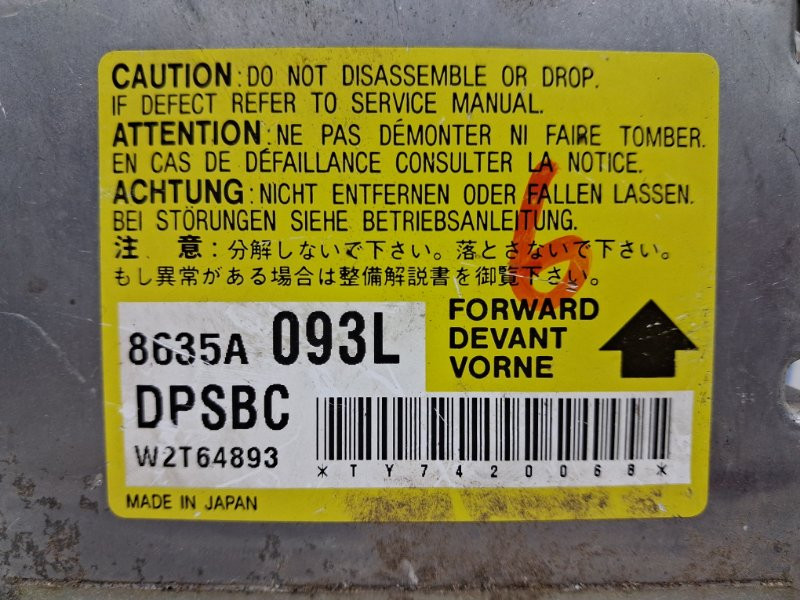 CAUTION : DO NOT DISASSEMBLE OR DROP.
IF DEFECT REFER TO SERVICE MANUAL.
ATTENTION : NE PAS DÉMONTER NI FAIRE TOMBER.
EN CAS DE DÉFAILLANCE CONSULTER LA NOTICE.
ACHTUNG : NICHT ENTFERNEN ODER FALLEN LASSEN.
BEI STÖRUNGEN SIEHE BETRIEBSANLEITUNG.
注 意：分解しないで下さい。落とさないで下さい。
もし異常がある場合は整備解説書を御覧下さい。
6
FORWARD
DEVANT
VORNE
8635A 093L
DPSBC
W2T64893
*TY7420068*
MADE IN JAPAN